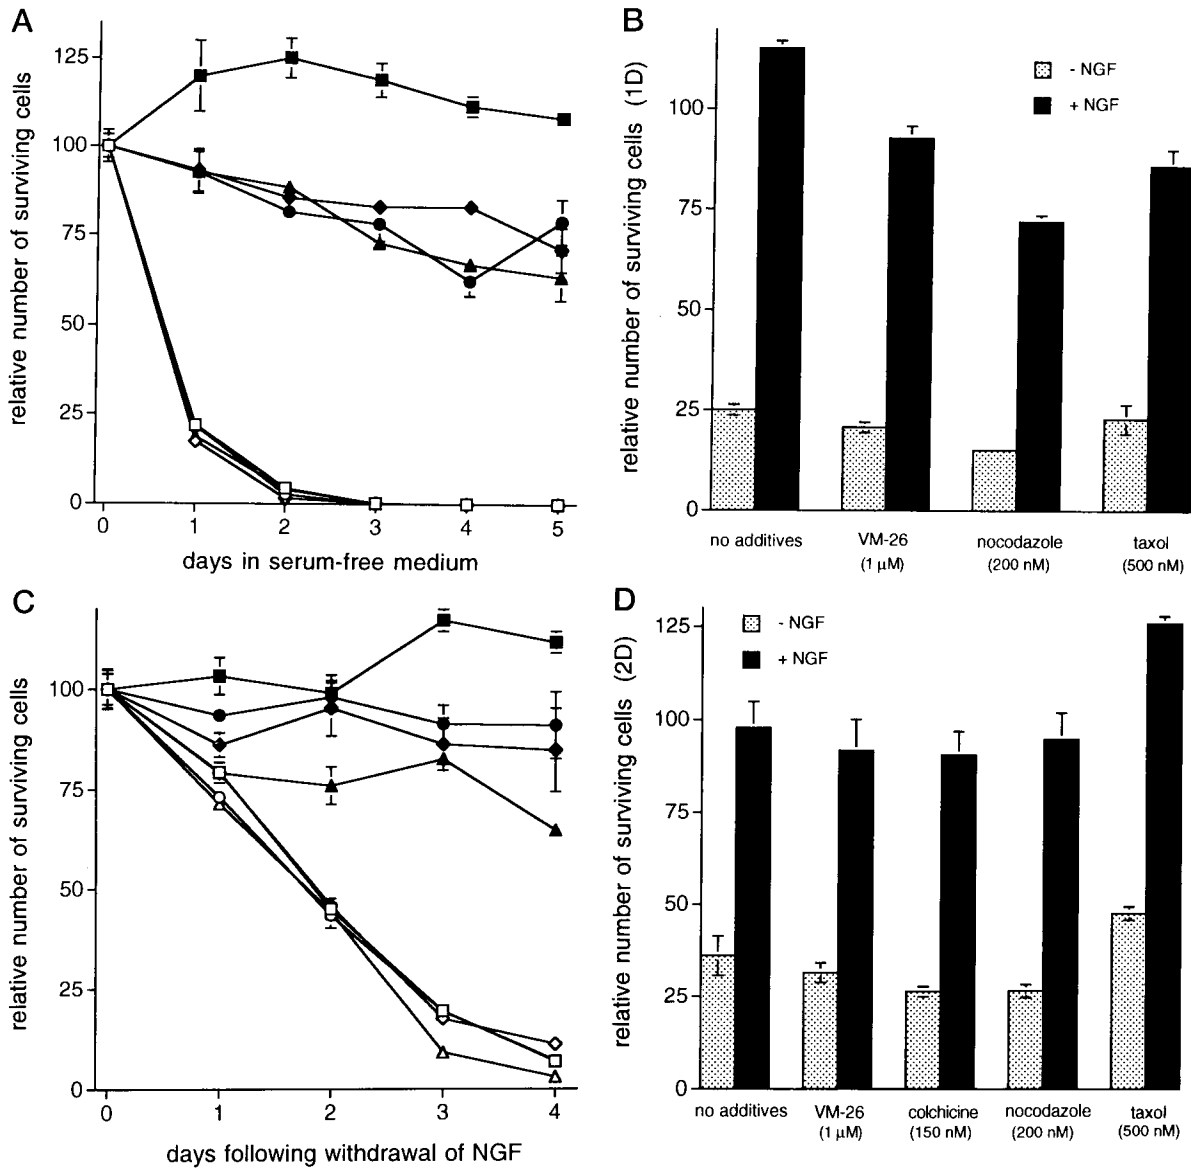 A
relative number of surviving cells
125
100
75
50
25
0
0 1 2 3 4 5
days in serum-free medium
B
relative number of surviving cells (1D)
- NGF
+ NGF
100
75
50
25
0
no additives
VM-26
(1 μM)
nocodazole
(200 nM)
taxol
(500 nM)
C
relative number of surviving cells
100
75
50
25
0
0 1 2 3 4
days following withdrawal of NGF
D
relative number of surviving cells (2D)
- NGF
+ NGF
125
100
75
50
25
0
no additives
VM-26
(1 μM)
colchicine
(150 nM)
nocodazole
(200 nM)
taxol
(500 nM)